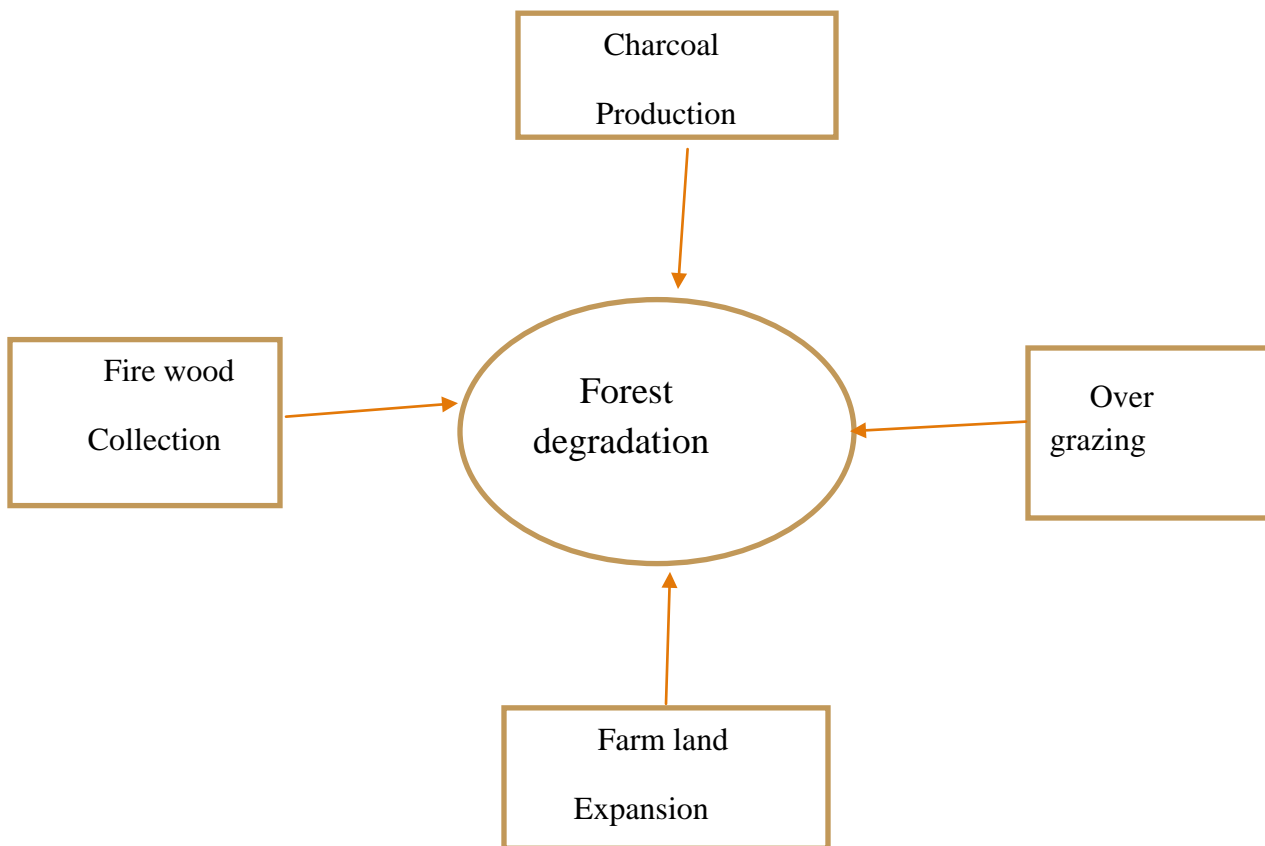 Charcoal
Production
Fire wood
Collection
Forest
degradation
Over
grazing
Farm land
Expansion